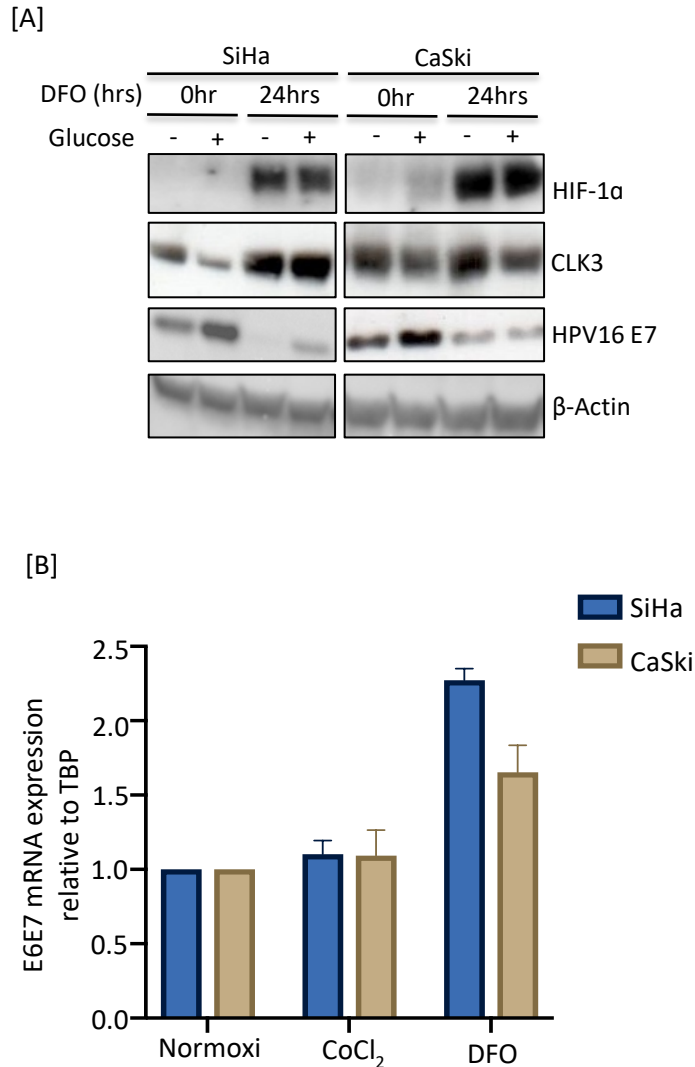 [A]
SiHa CaSki
DFO (hrs) 0hr 24hrs 0hr 24hrs
Glucose - + - + - + - +
HIF-1α
CLK3
HPV16 E7
β-Actin
[B]
SiHa
CaSki
E6E7 mRNA expression
relative to TBP
2.5
2.0
1.5
1.0
0.5
0.0
Normoxi CoCl₂ DFO